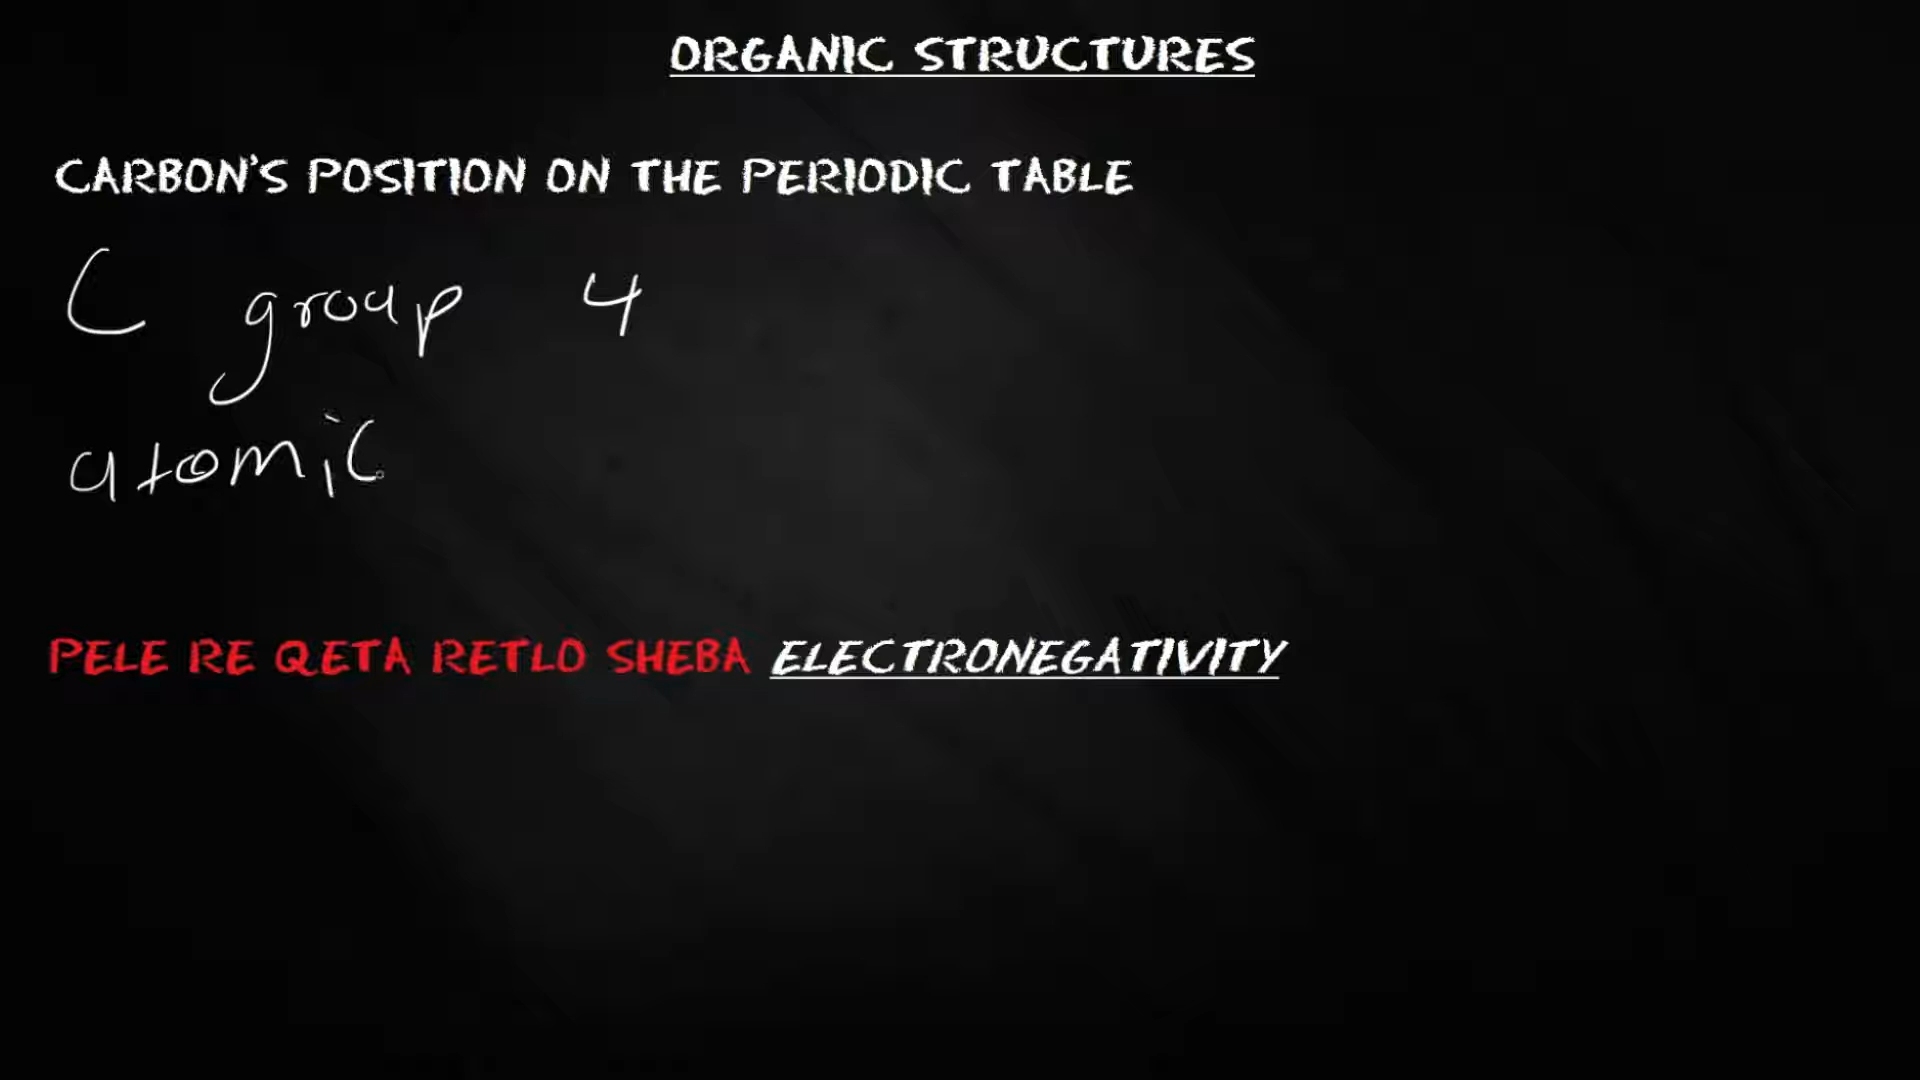 ORGANIC STRUCTURES
CARBON'S POSITION ON THE PERIODIC TABLE
C group 4
atomic
PELE RE QETA RETLO SHEBA ELECTRONEGATIVITY